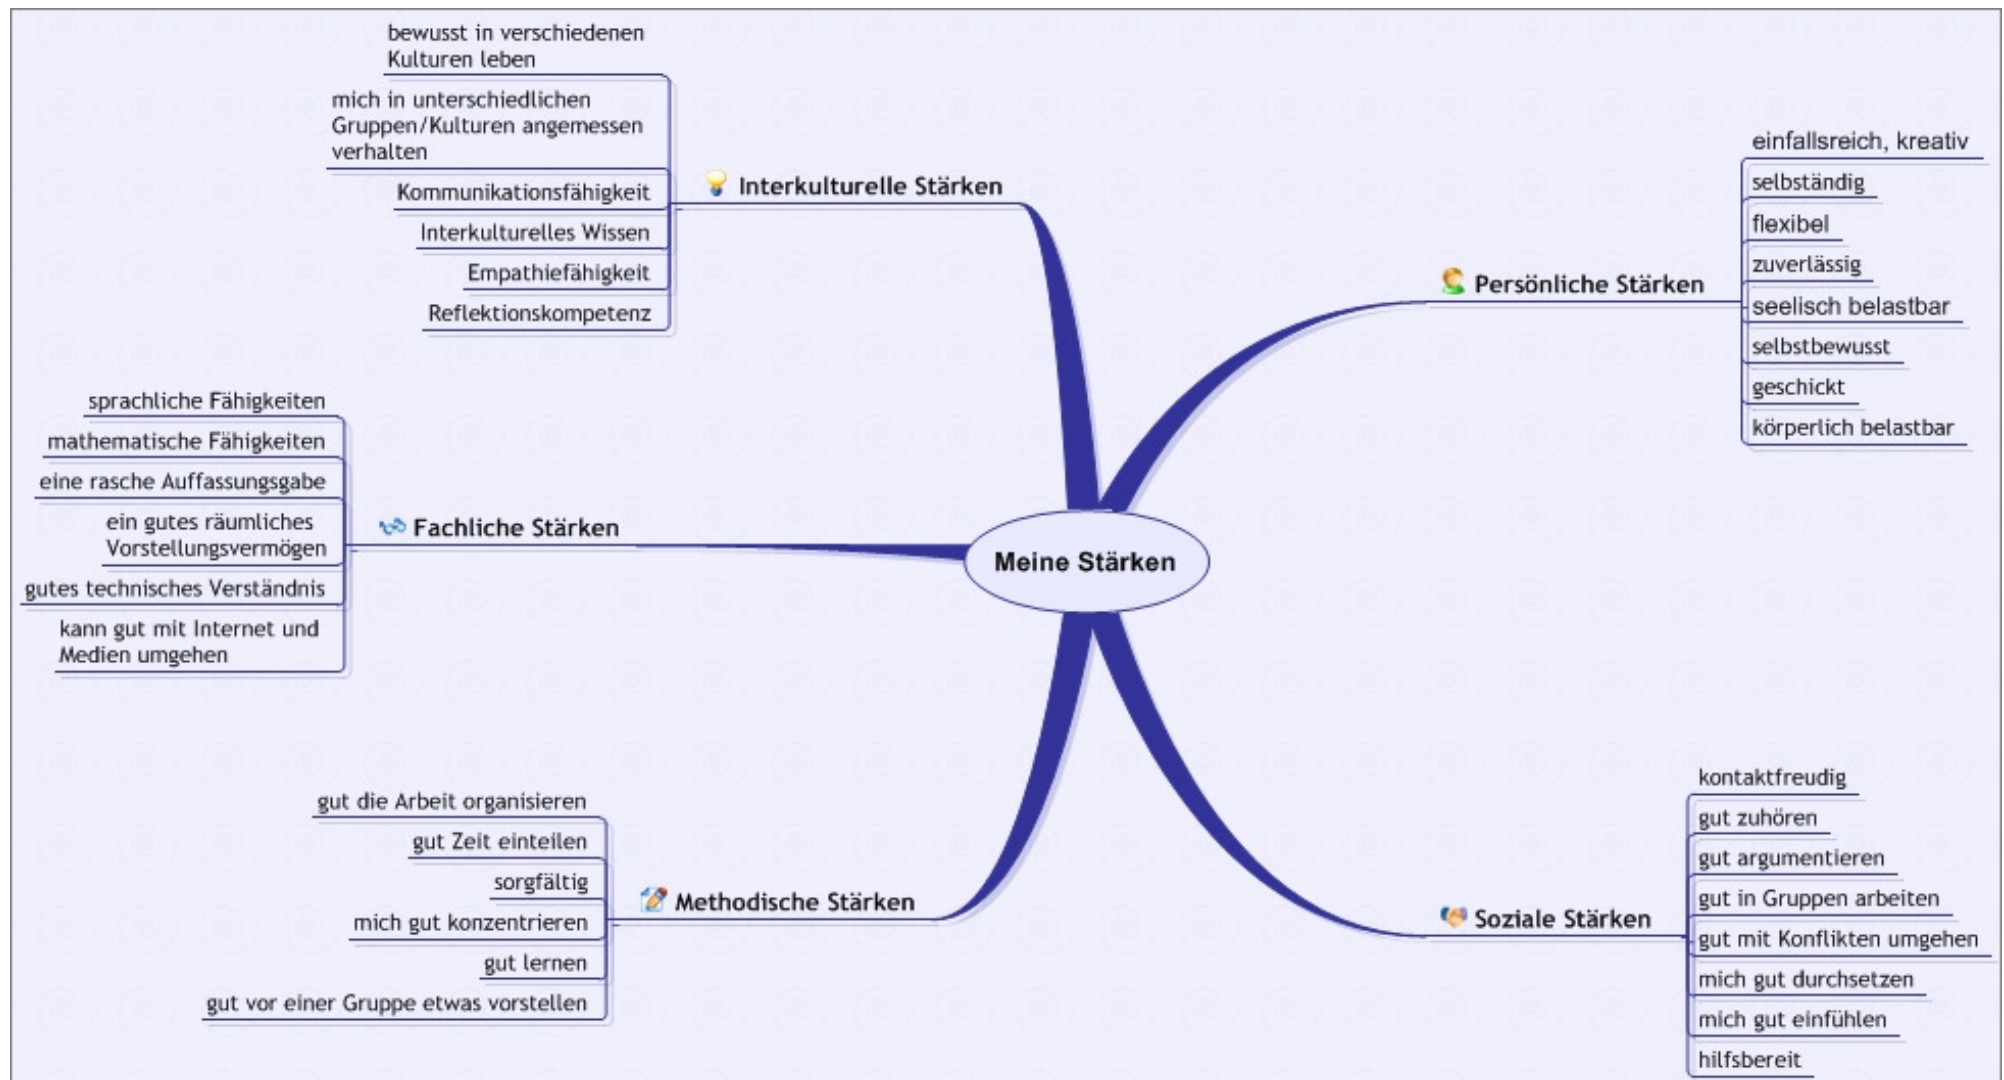 Meine Stärken
Interkulturelle Stärken
bewusst in verschiedenen
Kulturen leben
mich in unterschiedlichen
Gruppen/Kulturen angemessen
verhalten
Kommunikationsfähigkeit
Interkulturelles Wissen
Empathiefähigkeit
Reflektionskompetenz
Persönliche Stärken
einfallsreich, kreativ
selbständig
flexibel
zuverlässig
seelisch belastbar
selbstbewusst
geschickt
körperlich belastbar
Fachliche Stärken
sprachliche Fähigkeiten
mathematische Fähigkeiten
eine rasche Auffassungsgabe
ein gutes räumliches
Vorstellungsvermögen
gutes technisches Verständnis
kann gut mit Internet und
Medien umgehen
Methodische Stärken
gut die Arbeit organisieren
gut Zeit einteilen
sorgfältig
mich gut konzentrieren
gut lernen
gut vor einer Gruppe etwas vorstellen
Soziale Stärken
kontaktfreudig
gut zuhören
gut argumentieren
gut in Gruppen arbeiten
gut mit Konflikten umgehen
mich gut durchsetzen
mich gut einfühlen
hilfsbereit